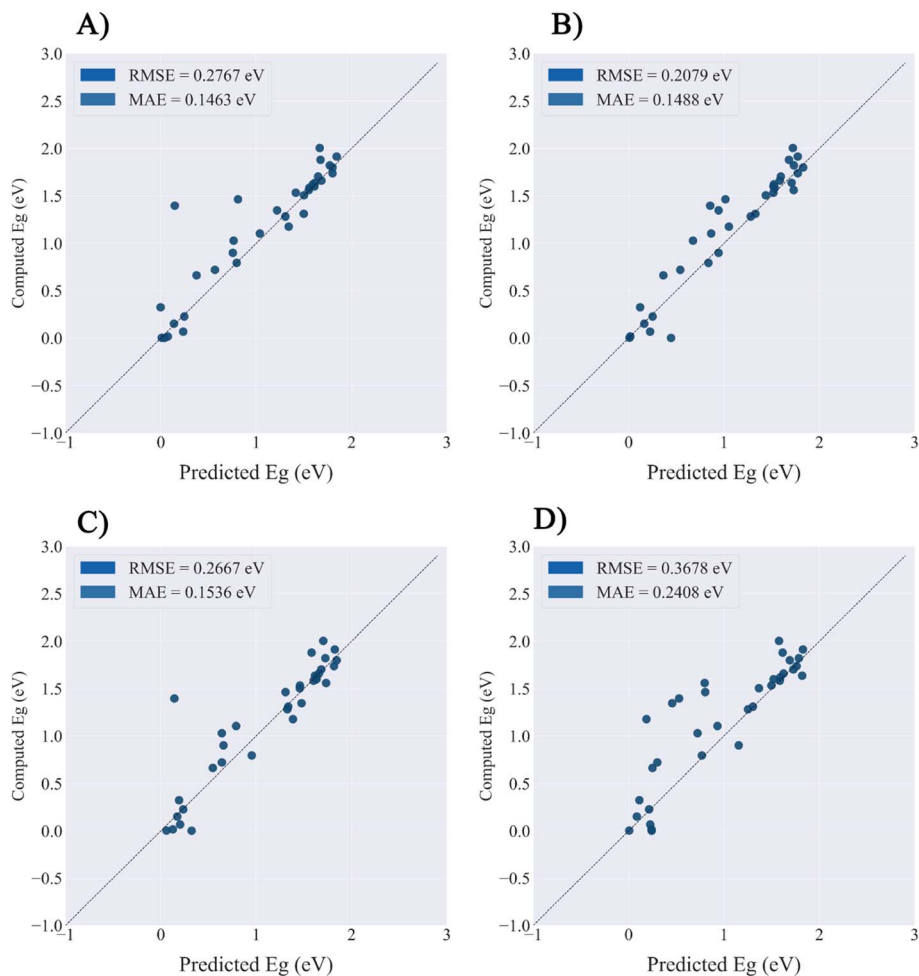 A)
RMSE = 0.2767 eV
MAE = 0.1463 eV
3.0
2.5
2.0
1.5
1.0
0.5
0.0
−0.5
−1.0
Computed Eg (eV)
−1 0 1 2 3
Predicted Eg (eV)
B)
RMSE = 0.2079 eV
MAE = 0.1488 eV
3.0
2.5
2.0
1.5
1.0
0.5
0.0
−0.5
−1.0
Computed Eg (eV)
−1 0 1 2 3
Predicted Eg (eV)
C)
RMSE = 0.2667 eV
MAE = 0.1536 eV
3.0
2.5
2.0
1.5
1.0
0.5
0.0
−0.5
−1.0
Computed Eg (eV)
−1 0 1 2 3
Predicted Eg (eV)
D)
RMSE = 0.3678 eV
MAE = 0.2408 eV
3.0
2.5
2.0
1.5
1.0
0.5
0.0
−0.5
−1.0
Computed Eg (eV)
−1 0 1 2 3
Predicted Eg (eV)